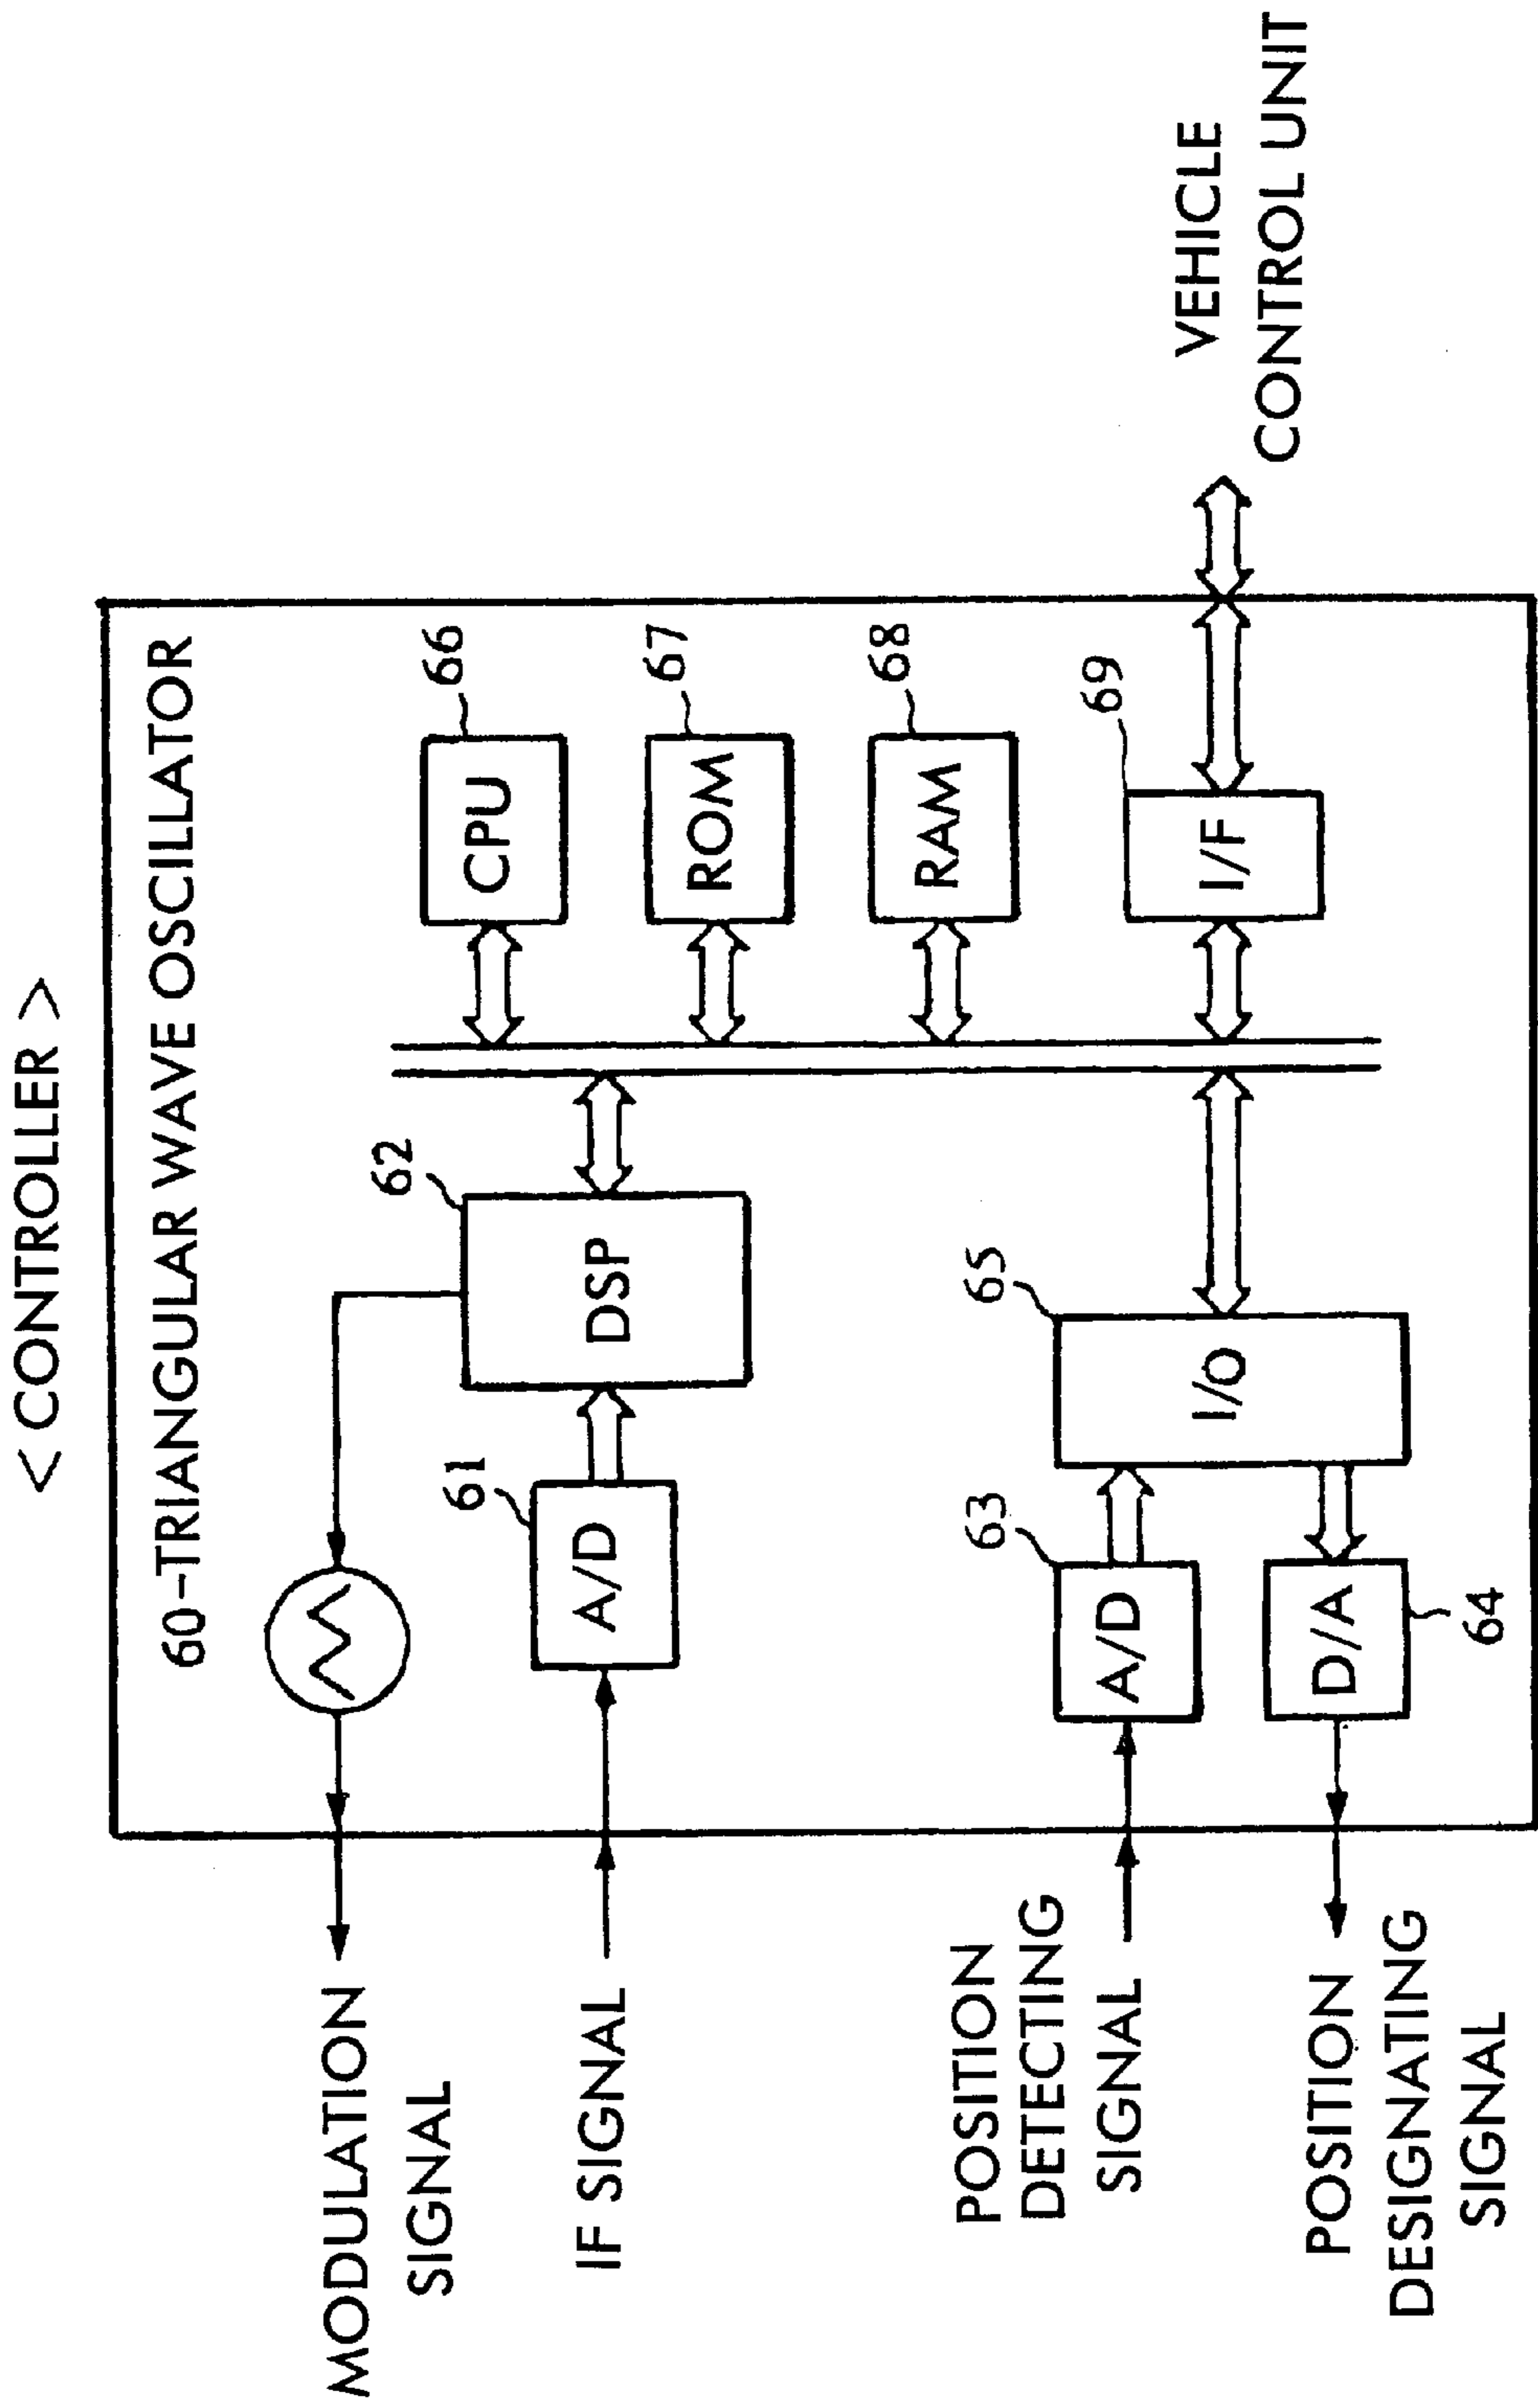 < CONTROLLER >
60-TRIANGULAR WAVE OSCILLATOR
MODULATION
SIGNAL
62
66
CPU
61
IF SIGNAL
A/D
DSP
67
ROM
68
RAM
65
63
69
POSITION
DETECTING
SIGNAL
A/D
I/O
I/F
VEHICLE
CONTROL UNIT
POSITION
DESIGNATING
SIGNAL
D/A
64